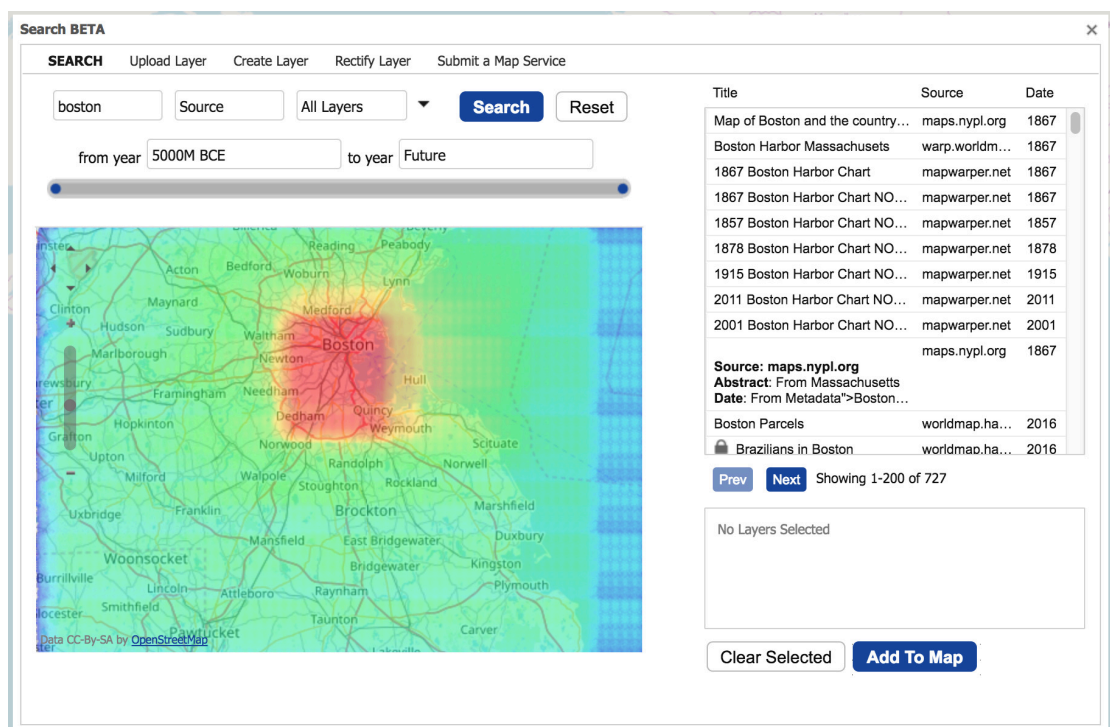 Search BETA
×
SEARCH Upload Layer Create Layer Rectify Layer Submit a Map Service
boston Source All Layers Search Reset
from year 5000M BCE to year Future
Title Source Date
Map of Boston and the country... maps.nypl.org 1867
Boston Harbor Massachusets warp.worldm... 1867
1867 Boston Harbor Chart mapwarper.net 1867
1867 Boston Harbor Chart NO... mapwarper.net 1867
1857 Boston Harbor Chart NO... mapwarper.net 1857
1878 Boston Harbor Chart NO... mapwarper.net 1878
1915 Boston Harbor Chart NO... mapwarper.net 1915
2011 Boston Harbor Chart NO... mapwarper.net 2011
2001 Boston Harbor Chart NO... mapwarper.net 2001
maps.nypl.org 1867
Source: maps.nypl.org
Abstract: From Massachusetts
Date: From Metadata">Boston...
Boston Parcels worldmap.ha... 2016
Brazilians in Boston worldmap.ha... 2016
Prev Next Showing 1-200 of 727
No Layers Selected
Clear Selected Add To Map
Reading Peabody
Acton Bedford Woburn
Lynn
Clinton Maynard Medford
Hudson Sudbury Waltham Boston
Marlborough Newton
Framingham Needham Hull
Hopkinton Dedham Quincy
Grafton Weymouth
Upton Norwood Scituate
Milford Walpole Randolph Norwell
Stoughton Rockland
Uxbridge Franklin Brockton Marshfield
Mansfield East Bridgewater Duxbury
Woonsocket Bridgewater Kingston
Burrillville Lincoln Attleboro Raynham Plymouth
Smithfield
Taunton Carver
Pawtucket
Data CC-By-SA by OpenStreetMap